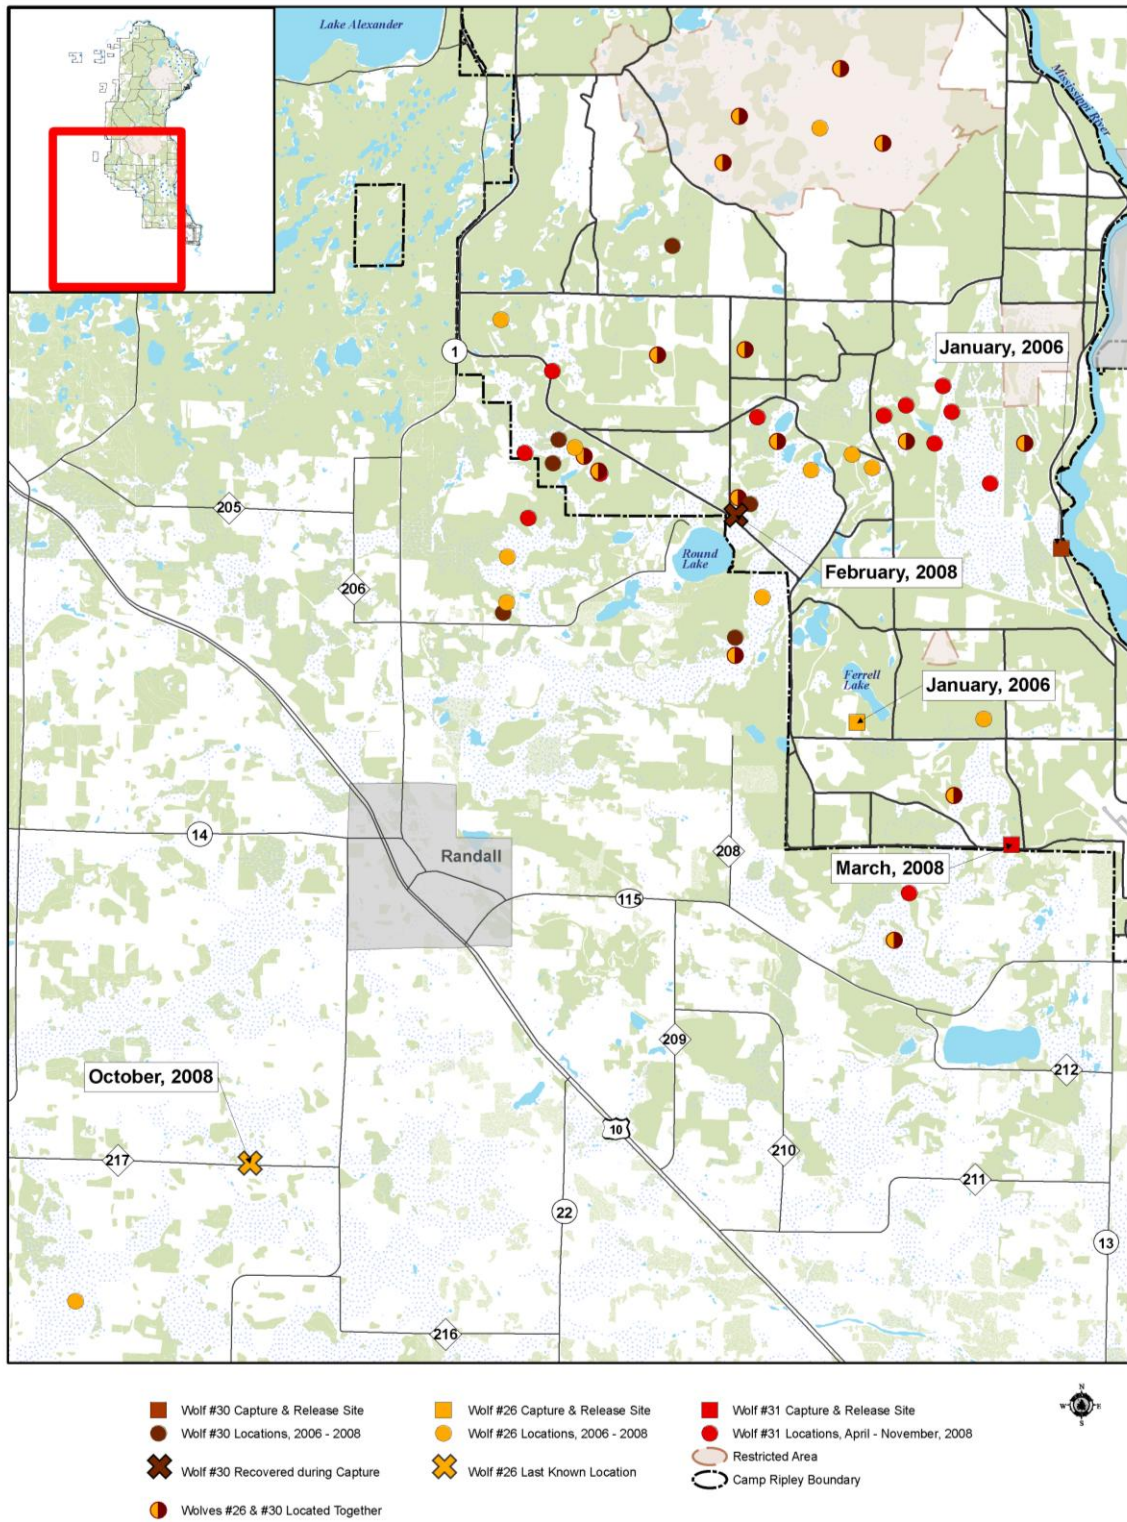 Lake Alexander
Mississippi River
January, 2006
1
205
Round
Lake
February, 2008
206
Ferrell
Lake
January, 2006
14
Randall
208
March, 2008
115
209
212
October, 2008
10
217
210
211
22
13
216
N
W E
S
Wolf #30 Capture & Release Site
Wolf #26 Capture & Release Site
Wolf #31 Capture & Release Site
Wolf #30 Locations, 2006 - 2008
Wolf #26 Locations, 2006 - 2008
Wolf #31 Locations, April - November, 2008
Restricted Area
Wolf #30 Recovered during Capture
Wolf #26 Last Known Location
Camp Ripley Boundary
Wolves #26 & #30 Located Together